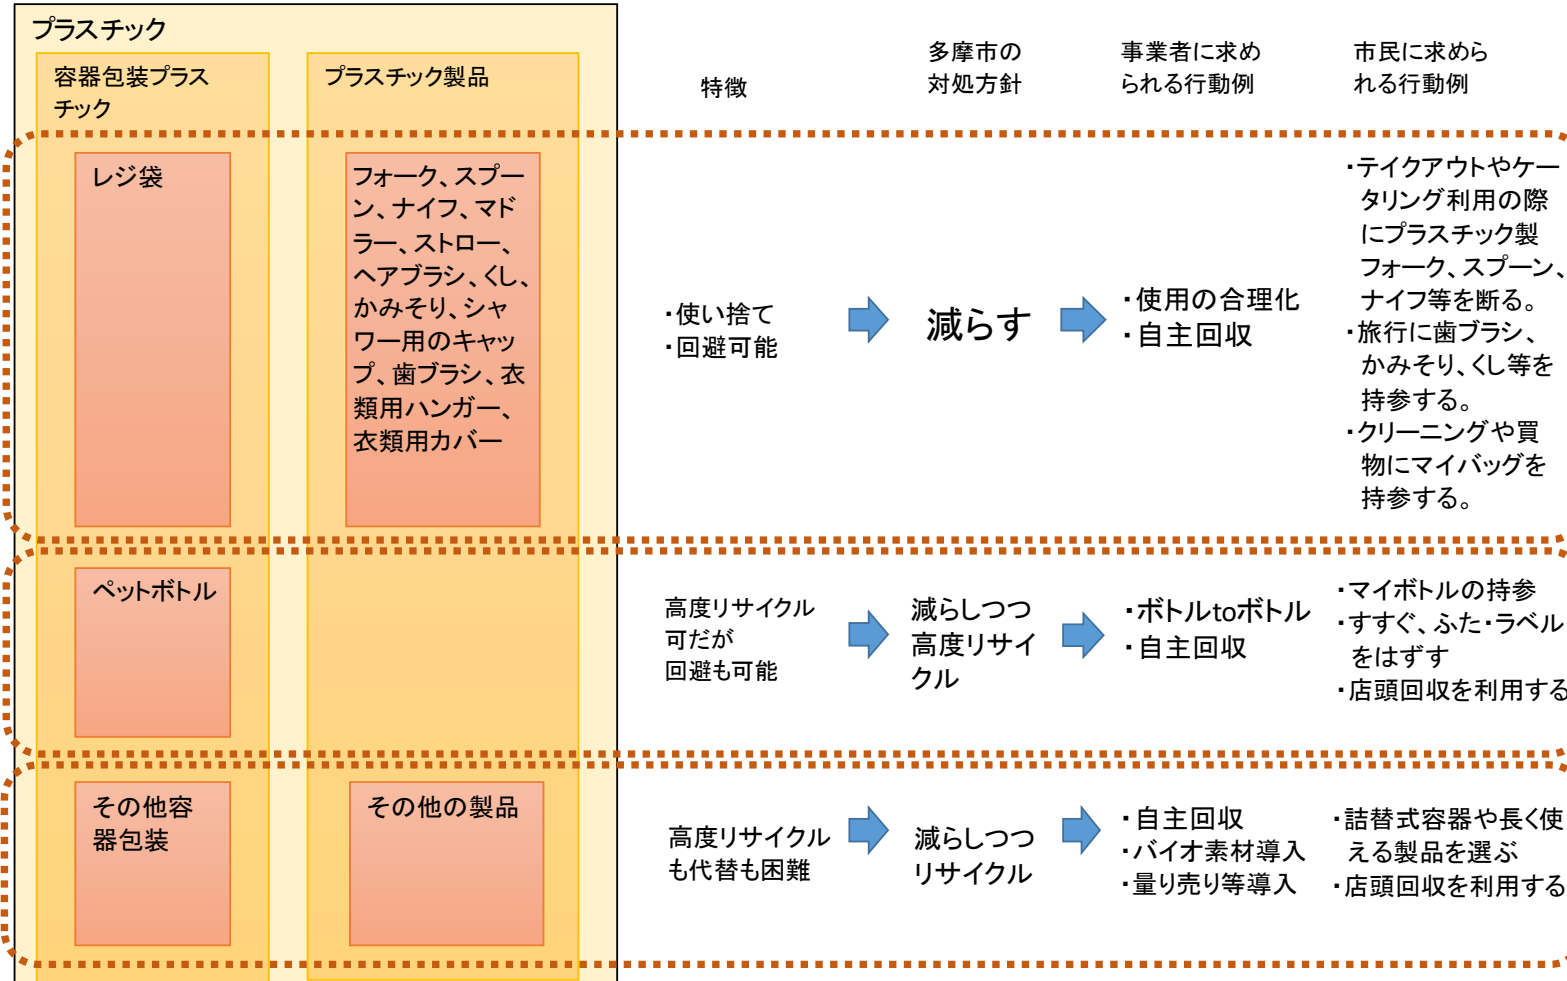 プラスチック
容器包装プラス
チック
プラスチック製品
特徴
多摩市の
対処方針
事業者に求め
られる行動例
市民に求めら
れる行動例
レジ袋
フォーク、スプー
ン、ナイフ、マド
ラー、ストロー、
ヘアブラシ、くし、
かみそり、シャ
ワー用のキャッ
プ、歯ブラシ、衣
類用ハンガー、
衣類用カバー
・使い捨て
・回避可能
減らす
・使用の合理化
・自主回収
・テイクアウトやケー
タリング利用の際
にプラスチック製
フォーク、スプーン、
ナイフ等を断る。
・旅行に歯ブラシ、
かみそり、くし等を
持参する。
・クリーニングや買
物にマイバッグを
持参する。
ペットボトル
高度リサイクル
可だが
回避も可能
減らしつつ
高度リサイ
クル
・ボトルtoボトル
・自主回収
・マイボトルの持参
・すすぐ、ふた・ラベル
をはずす
・店頭回収を利用する
その他容
器包装
その他の製品
高度リサイクル
も代替も困難
減らしつつ
リサイクル
・自主回収
・バイオ素材導入
・量り売り等導入
・詰替式容器や長く使
える製品を選ぶ
・店頭回収を利用する